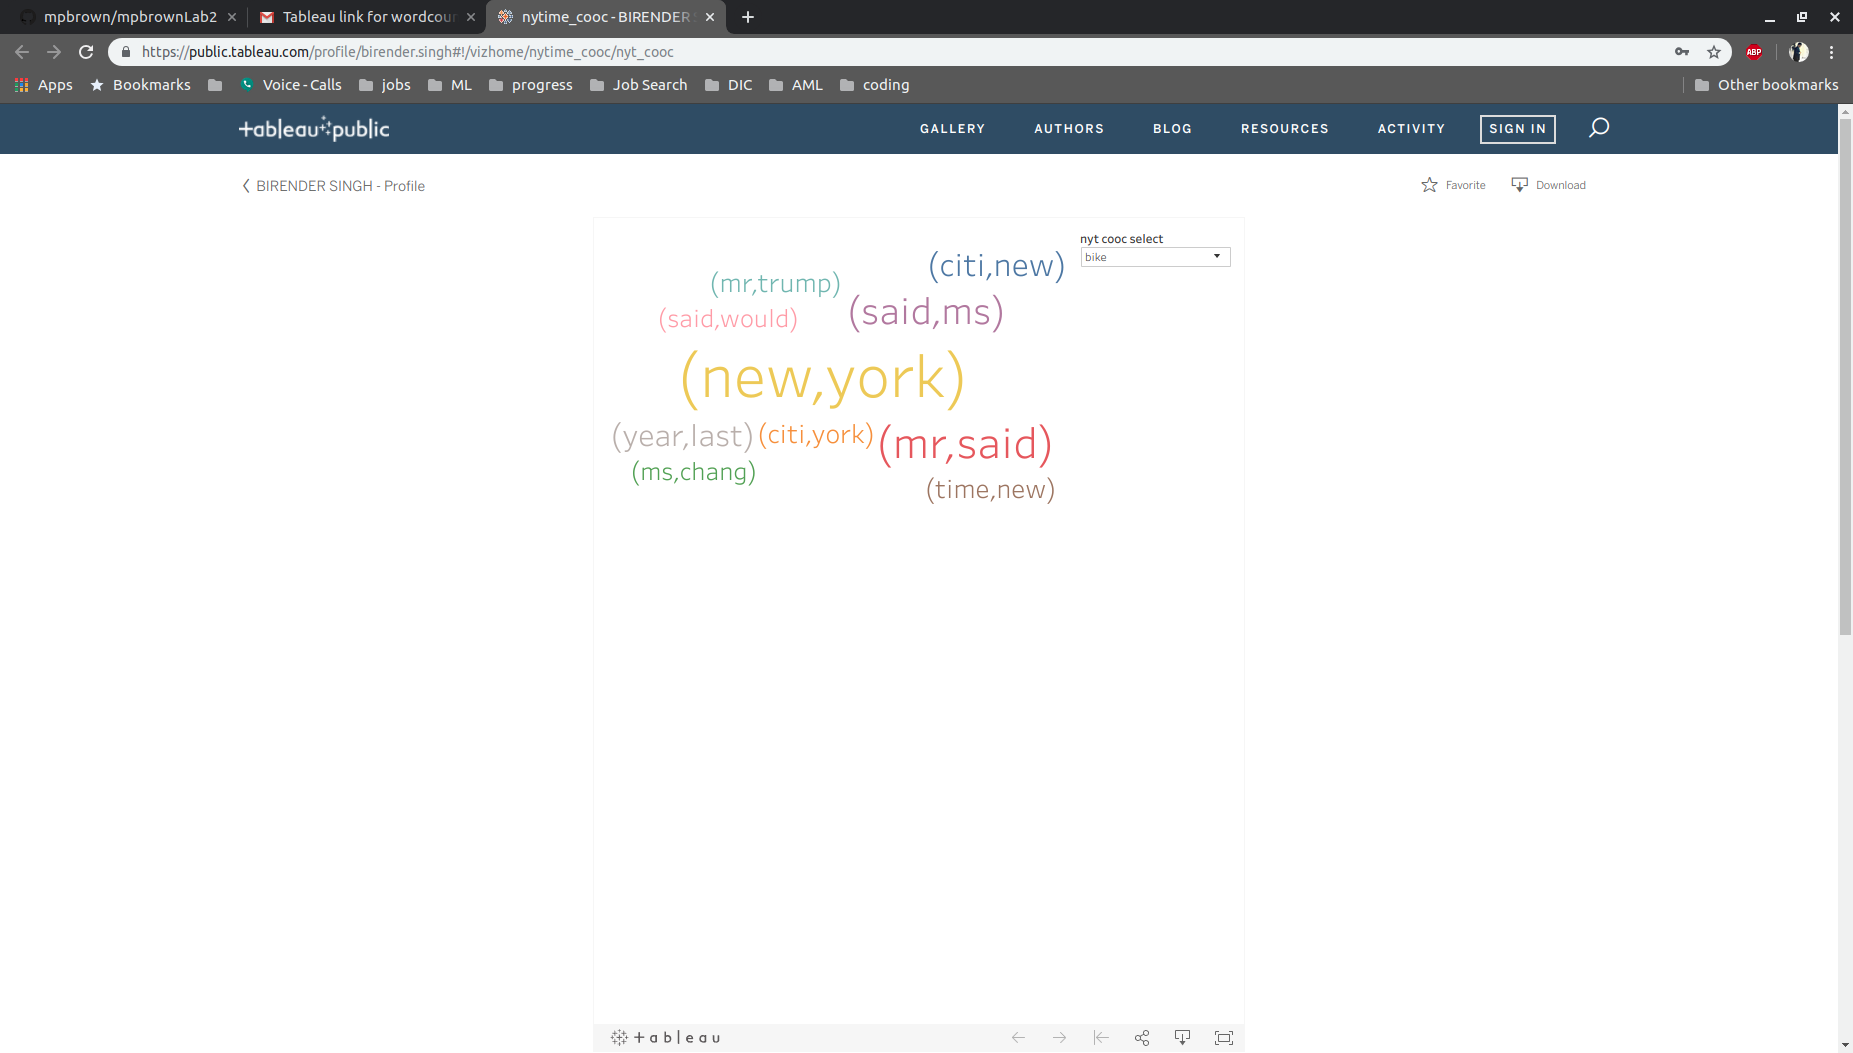 mpbrown/mpbrownLab2
Tableau link for wordcour
nytime_cooc - BIRENDER S
https://public.tableau.com/profile/birender.singh#!/vizhome/nytime_cooc/nyt_cooc
ABP
Apps
Bookmarks
Voice - Calls
jobs
ML
progress
Job Search
DIC
AML
coding
Other bookmarks
+ableau public
GALLERY
AUTHORS
BLOG
RESOURCES
ACTIVITY
SIGN IN
BIRENDER SINGH - Profile
Favorite
Download
nyt cooc select
bike
(citi,new)
(mr,trump)
(said,ms)
(said,would)
(new,york)
(year,last)
(citi,york)
(mr,said)
(ms,chang)
(time,new)
+ableau